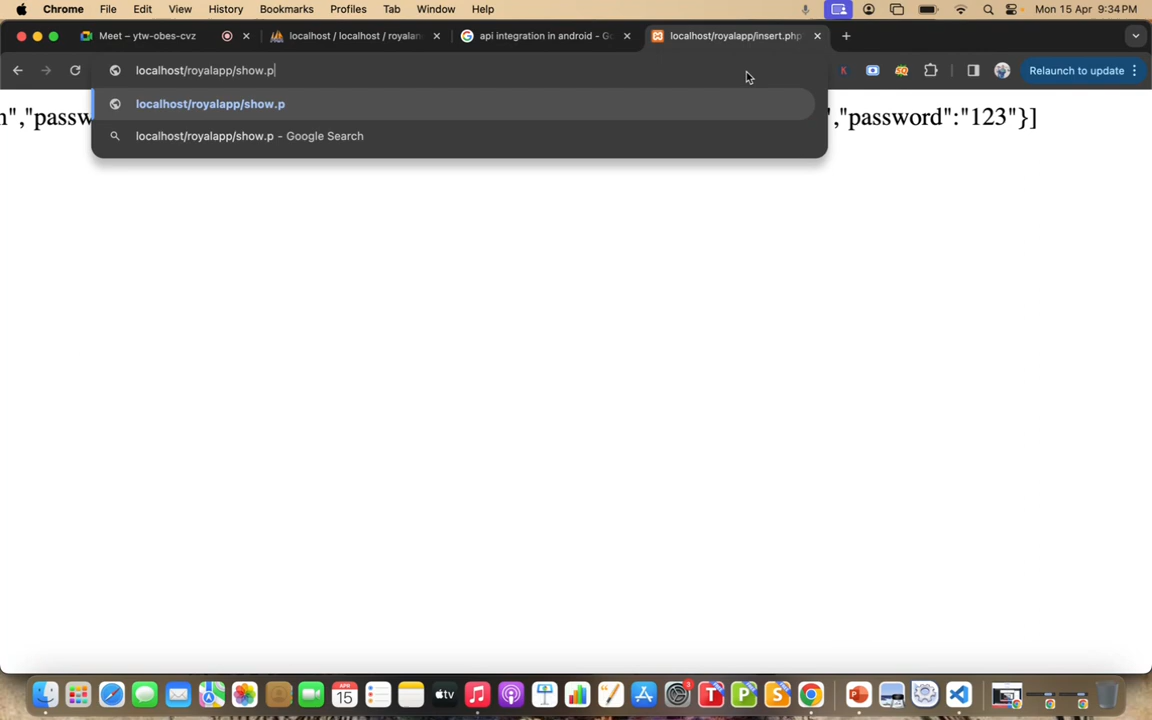 Chrome File Edit View History Bookmarks Profiles Tab Window Help Mon 15 Apr 9:34 PM
Meet – ytw-obes-cvz localhost / localhost / royalan api integration in android - Go localhost/royalapp/insert.php
localhost/royalapp/show.p Relaunch to update
localhost/royalapp/show.p
n","passw ","password":"123"}]
localhost/royalapp/show.p – Google Search